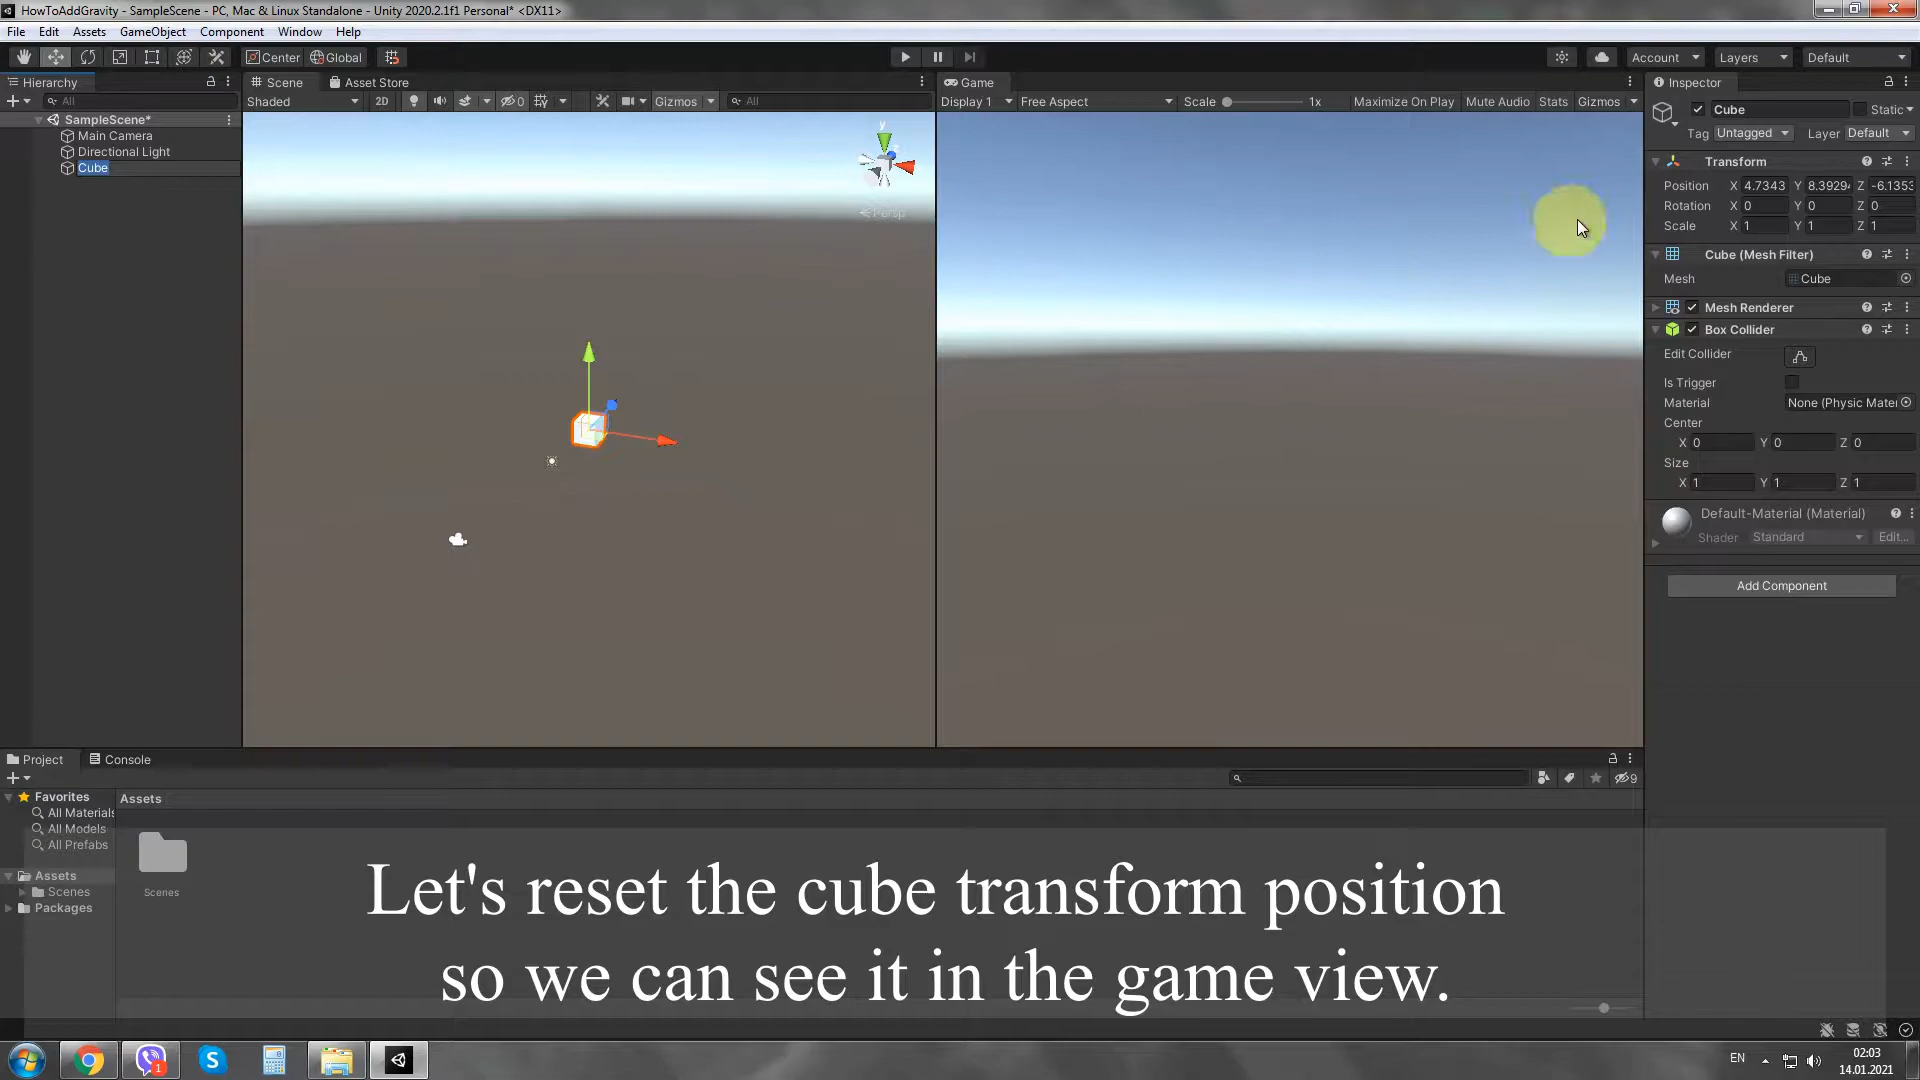 HowToAddGravity - SampleScene - PC, Mac & Linux Standalone - Unity 2020.2.1f1 Personal* <DX11>
File Edit Assets GameObject Component Window Help
Center Global Account Layers Default
Hierarchy
All
SampleScene*
Main Camera
Directional Light
Cube
Scene Asset Store
Shaded 2D 0 Gizmos All
y
Persp
Game
Display 1 Free Aspect Scale 1x Maximize On Play Mute Audio Stats Gizmos
Inspector
Cube Static
Tag Untagged Layer Default
Transform
Position X 4.7343 Y 8.3929 Z -6.1353
Rotation X 0 Y 0 Z 0
Scale X 1 Y 1 Z 1
Cube (Mesh Filter)
Mesh Cube
Mesh Renderer
Box Collider
Edit Collider
Is Trigger
Material None (Physic Mater
Center
X 0 Y 0 Z 0
Size
X 1 Y 1 Z 1
Default-Material (Material)
Shader Standard Edit...
Add Component
Project Console
9
Favorites
All Materials
All Models
All Prefabs
Assets
Scenes
Packages
Assets
Scenes
Let's reset the cube transform position
so we can see it in the game view.
1
EN
02:03
14.01.2021